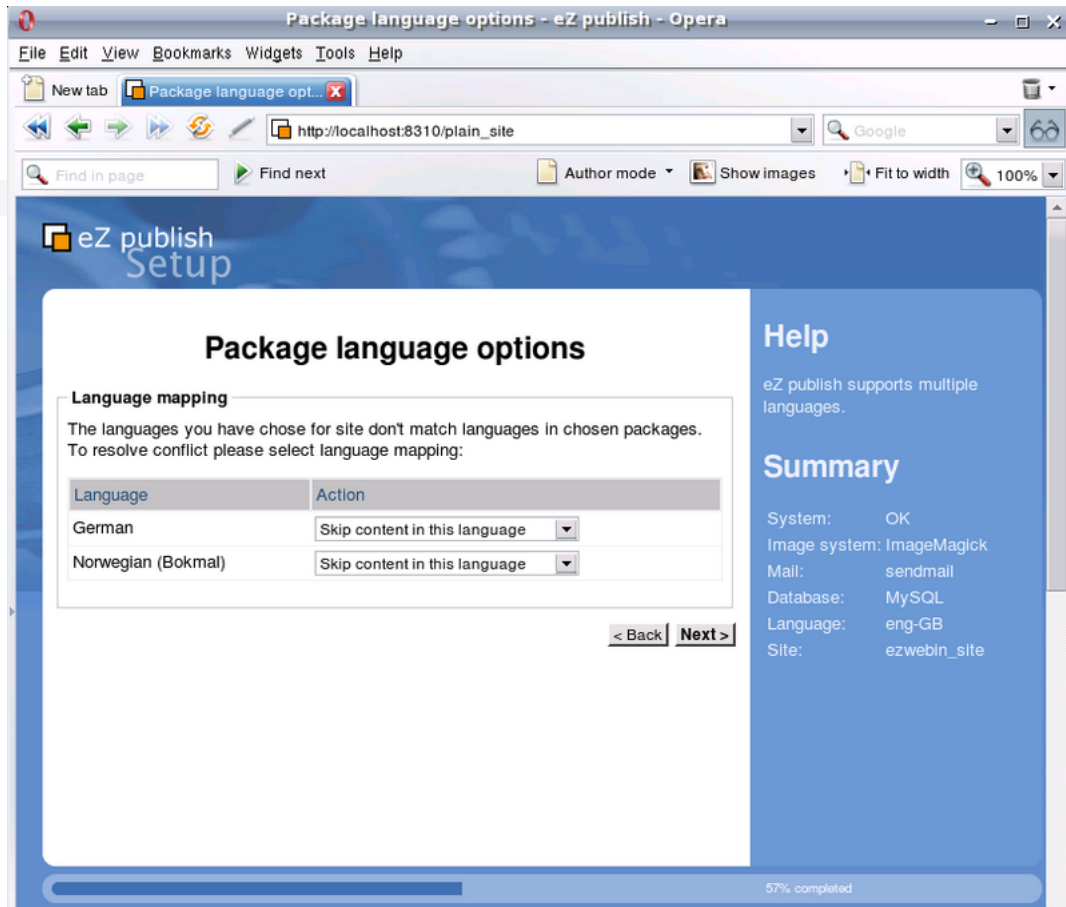 Package language options - eZ publish - Opera
File Edit View Bookmarks Widgets Tools Help
New tab Package language opt...
http://localhost:8310/plain_site Google
Find in page Find next Author mode Show images Fit to width 100%
eZ publish
Setup
Package language options
Language mapping
The languages you have chose for site don't match languages in chosen packages.
To resolve conflict please select language mapping:
Language Action
German Skip content in this language
Norwegian (Bokmal) Skip content in this language
< Back Next >
Help
eZ publish supports multiple
languages.
Summary
System: OK
Image system: ImageMagick
Mail: sendmail
Database: MySQL
Language: eng-GB
Site: ezwebin_site
57% completed